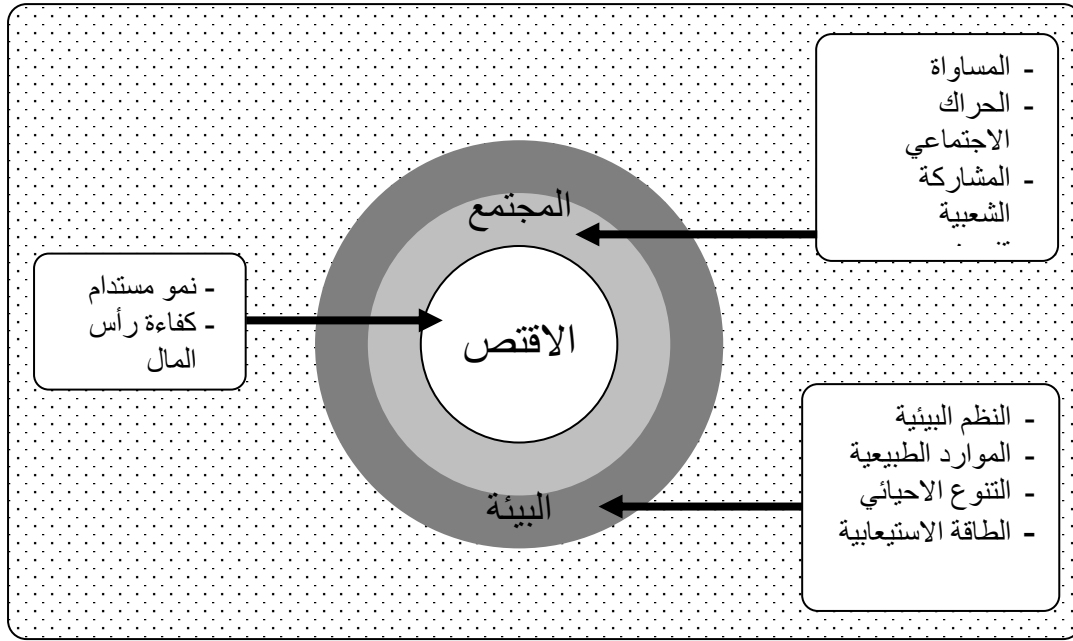 - المساواة
- الحراك
الاجتماعي
- المشاركة
الشعبية
المجتمع
- نمو مستدام
- كفاءة رأس
المال
الاقتص
- النظم البيئية
- الموارد الطبيعية
- التنوع الاحيائي
- الطاقة الاستيعابية
البيئة